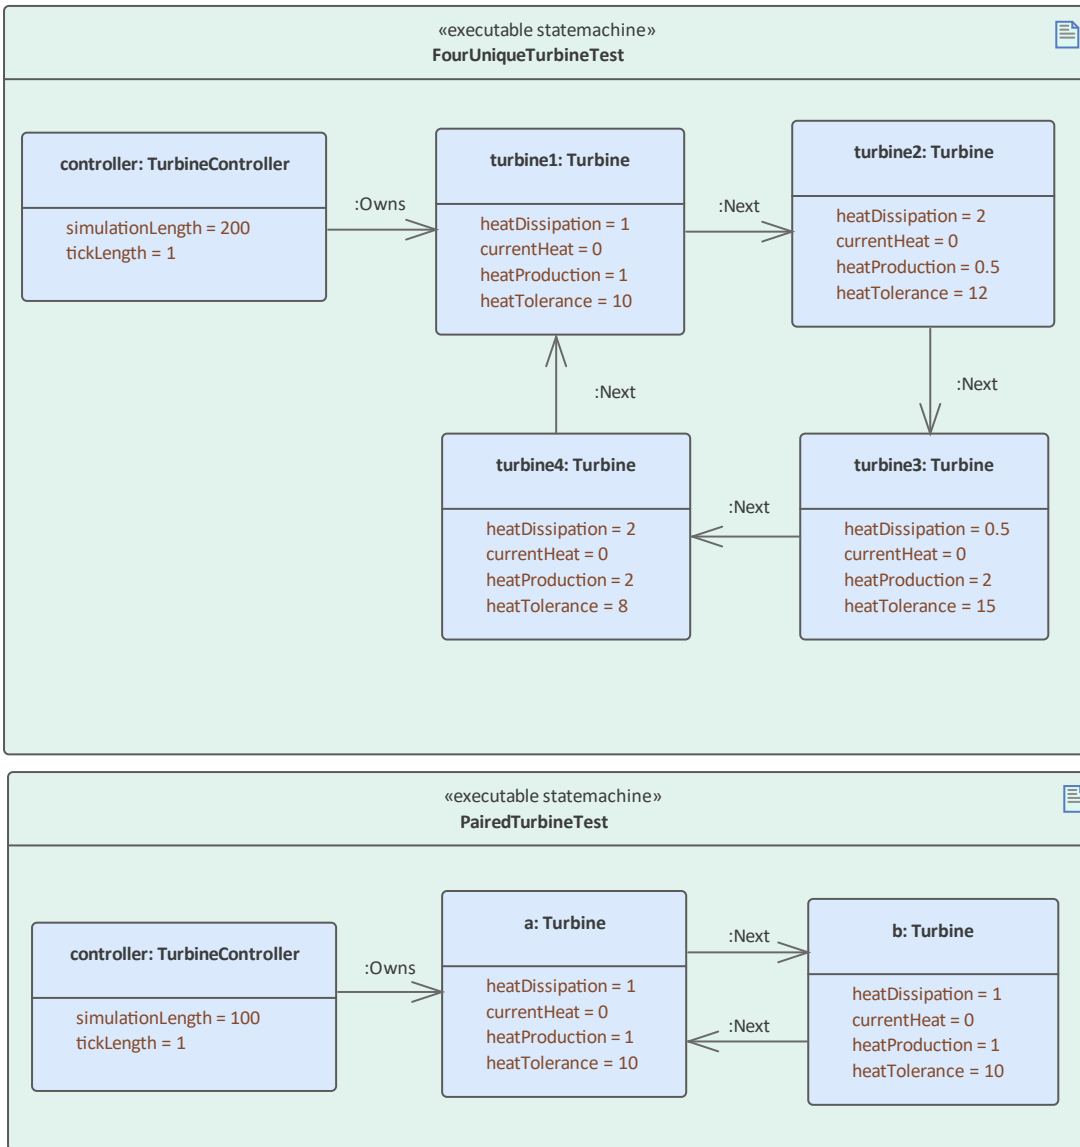 «executable statemachine»
FourUniqueTurbineTest
controller: TurbineController
simulationLength = 200
tickLength = 1
:Owns
turbine1: Turbine
heatDissipation = 1
currentHeat = 0
heatProduction = 1
heatTolerance = 10
:Next
turbine2: Turbine
heatDissipation = 2
currentHeat = 0
heatProduction = 0.5
heatTolerance = 12
:Next
:Next
turbine4: Turbine
heatDissipation = 2
currentHeat = 0
heatProduction = 2
heatTolerance = 8
:Next
turbine3: Turbine
heatDissipation = 0.5
currentHeat = 0
heatProduction = 2
heatTolerance = 15
«executable statemachine»
PairedTurbineTest
controller: TurbineController
simulationLength = 100
tickLength = 1
:Owns
a: Turbine
heatDissipation = 1
currentHeat = 0
heatProduction = 1
heatTolerance = 10
:Next
:Next
b: Turbine
heatDissipation = 1
currentHeat = 0
heatProduction = 1
heatTolerance = 10